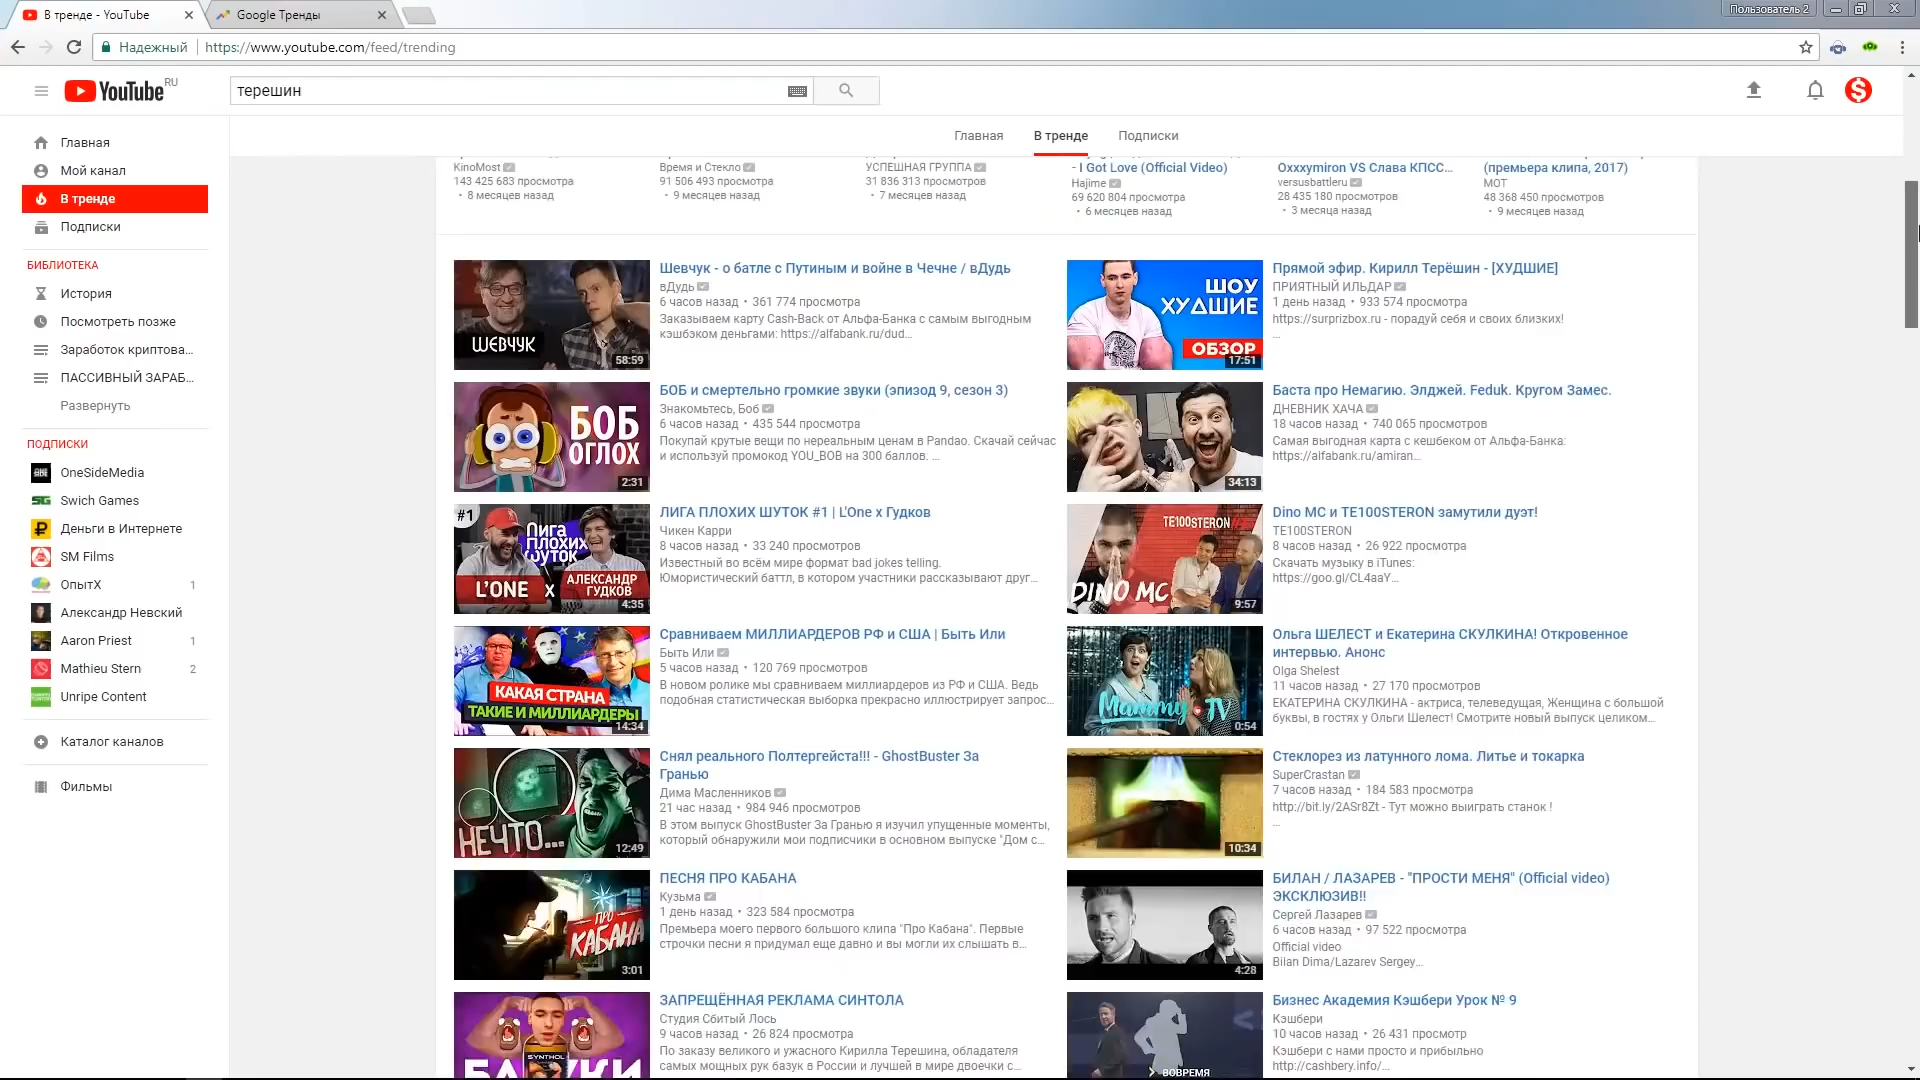 В тренде - YouTube
Google Тренды
Пользователь 2
Надежный
https://www.youtube.com/feed/trending
YouTube RU
терешин
Главная
В тренде
Подписки
Главная
Мой канал
В тренде
Подписки
БИБЛИОТЕКА
История
Посмотреть позже
Заработок криптова...
ПАССИВНЫЙ ЗАРАБ...
Развернуть
ПОДПИСКИ
OneSideMedia
Swich Games
Деньги в Интернете
SM Films
ОпытХ 1
Александр Невский
Aaron Priest 1
Mathieu Stern 2
Unripe Content
Каталог каналов
Фильмы
KinoMost
143 425 683 просмотра
• 8 месяцев назад
Время и Стекло
91 506 493 просмотра
• 9 месяцев назад
УСПЕШНАЯ ГРУППА
31 836 313 просмотров
• 7 месяцев назад
- I Got Love (Official Video)
Hajime
69 620 804 просмотра
• 6 месяцев назад
Oxxxymiron VS Слава КПСС...
versusbattleru
28 435 180 просмотров
• 3 месяца назад
(премьера клипа, 2017)
МОТ
48 368 450 просмотров
• 9 месяцев назад
ШЕВЧУК
58:59
Шевчук - о батле с Путиным и войне в Чечне / вДудь
вДудь
6 часов назад • 361 774 просмотра
Заказываем карту Cash-Back от Альфа-Банка с самым выгодным
кэшбэком деньгами: https://alfabank.ru/dud...
ШОУ
ХУДШИЕ
ОБЗОР
17:51
Прямой эфир. Кирилл Терёшин - [ХУДШИЕ]
ПРИЯТНЫЙ ИЛЬДАР
1 день назад • 933 574 просмотра
https://surprizbox.ru - порадуй себя и своих близких!
...
БОБ
ОГЛОХ
2:31
БОБ и смертельно громкие звуки (эпизод 9, сезон 3)
Знакомьтесь, Боб
6 часов назад • 435 544 просмотра
Покупай крутые вещи по нереальным ценам в Pandao. Скачай сейчас
и используй промокод YOU_BOB на 300 баллов. ...
34:13
Баста про Немагию. Элджей. Feduk. Кругом Замес.
ДНЕВНИК ХАЧА
18 часов назад • 740 065 просмотров
Самая выгодная карта с кешбеком от Альфа-Банка:
https://alfabank.ru/amiran...
#1
Лига
ПЛОХИХ
ШУТОК
L'ONE X АЛЕКСАНДР
ГУДКОВ
4:35
ЛИГА ПЛОХИХ ШУТОК #1 | L'One x Гудков
Чикен Карри
8 часов назад • 33 240 просмотров
Известный во всём мире формат bad jokes telling.
Юмористический баттл, в котором участники рассказывают друг...
TE100STERON
DINO MC
9:57
Dino MC и TE100STERON замутили дуэт!
TE100STERON
8 часов назад • 26 922 просмотра
Скачать музыку в iTunes:
https://goo.gl/CL4aaY...
КАКАЯ СТРАНА
ТАКИЕ И МИЛЛИАРДЕРЫ
14:34
Сравниваем МИЛЛИАРДЕРОВ РФ и США | Быть Или
Быть Или
5 часов назад • 120 769 просмотров
В новом ролике мы сравниваем миллиардеров из РФ и США. Ведь
подобная статистическая выборка прекрасно иллюстрирует запрос...
Mammy TV
0:54
Ольга ШЕЛЕСТ и Екатерина СКУЛКИНА! Откровенное
интервью. Анонс
Olga Shelest
11 часов назад • 27 170 просмотров
ЕКАТЕРИНА СКУЛКИНА - актриса, телеведущая, Женщина с большой
буквы, в гостях у Ольги Шелест! Смотрите новый выпуск целиком...
НЕЧТО...
12:49
Снял реального Полтергейста!!! - GhostBuster За
Гранью
Дима Масленников
21 час назад • 984 946 просмотров
В этом выпуск GhostBuster За Гранью я изучил упущенные моменты,
который обнаружили мои подписчики в основном выпуске "Дом с...
10:34
Стеклорез из латунного лома. Литье и токарка
SuperCrastan
7 часов назад • 184 583 просмотра
http://bit.ly/2ASr8Zt - Тут можно выиграть станок !
...
ПРО
КАБАНА
3:01
ПЕСНЯ ПРО КАБАНА
Кузьма
1 день назад • 323 584 просмотра
Премьера моего первого большого клипа "Про Кабана". Первые
строчки песни я придумал еще давно и вы могли их слышать в...
4:28
БИЛАН / ЛАЗАРЕВ - "ПРОСТИ МЕНЯ" (Official video)
ЭКСКЛЮЗИВ!!
Сергей Лазарев
6 часов назад • 97 522 просмотра
Official video
Bilan Dima/Lazarev Sergey...
SYNTHOL
БАZУКИ
ЗАПРЕЩЁННАЯ РЕКЛАМА СИНТОЛА
Студия Сбитый Лось
9 часов назад • 26 824 просмотра
По заказу великого и ужасного Кирилла Терешина, обладателя
самых мощных рук базук в России и лучшей в мире двоечки с...
ВОВРЕМЯ
Бизнес Академия Кэшбери Урок № 9
Кэшбери
10 часов назад • 26 431 просмотр
Кэшбери с нами просто и прибыльно
http://cashbery.info/...